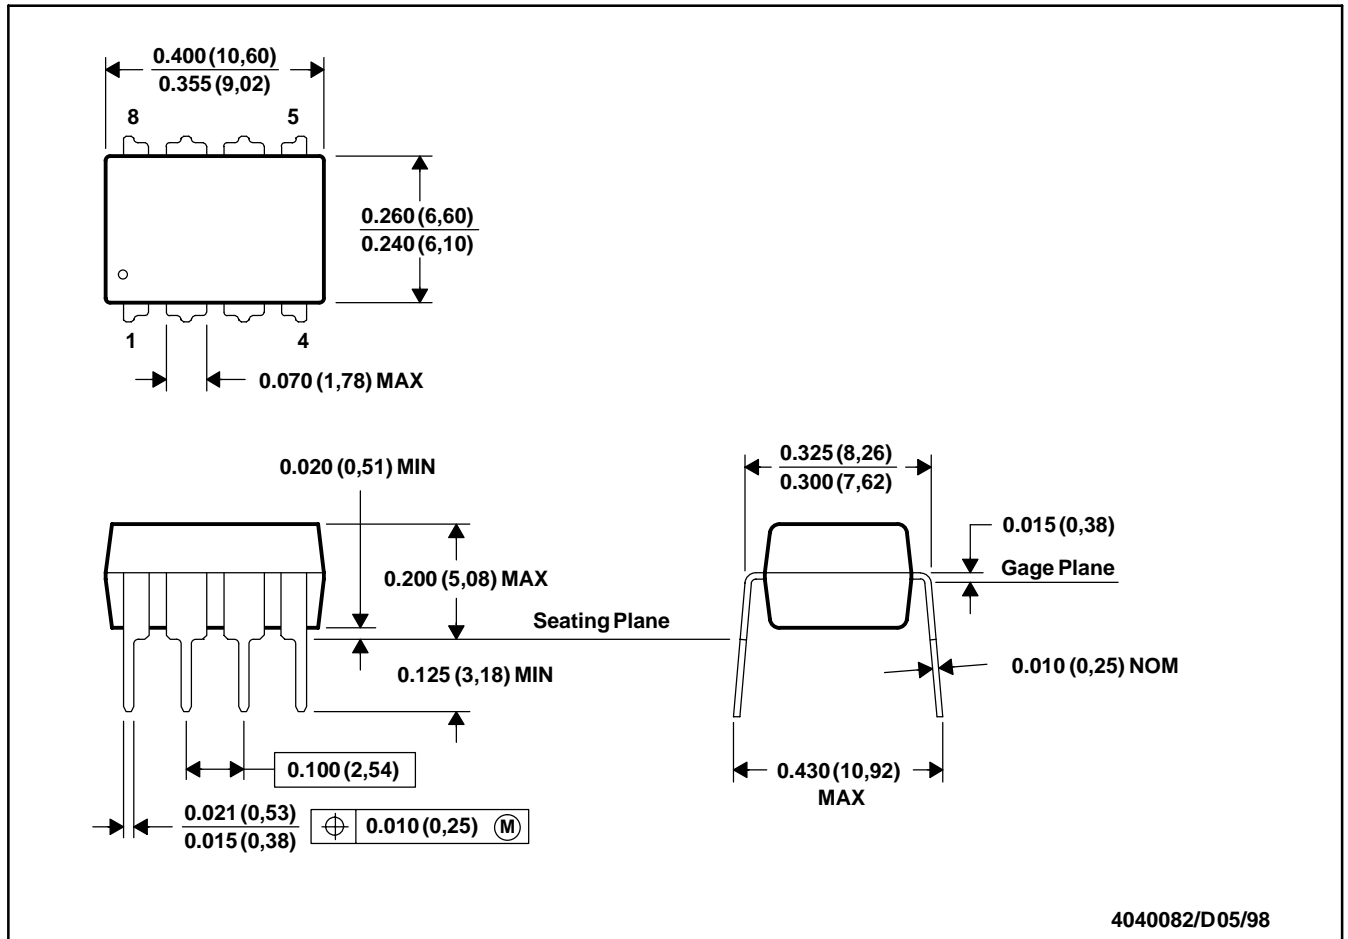 0.400 (10,60)
0.355 (9,02)
8
5
0.260 (6,60)
0.240 (6,10)
1
4
0.070 (1,78) MAX
0.020 (0,51) MIN
0.325 (8,26)
0.300 (7,62)
0.015 (0,38)
0.200 (5,08) MAX
Gage Plane
Seating Plane
0.125 (3,18) MIN
0.010 (0,25) NOM
0.100 (2,54)
0.430 (10,92)
MAX
0.021 (0,53)
0.015 (0,38)
0.010 (0,25) M
4040082/D 05/98